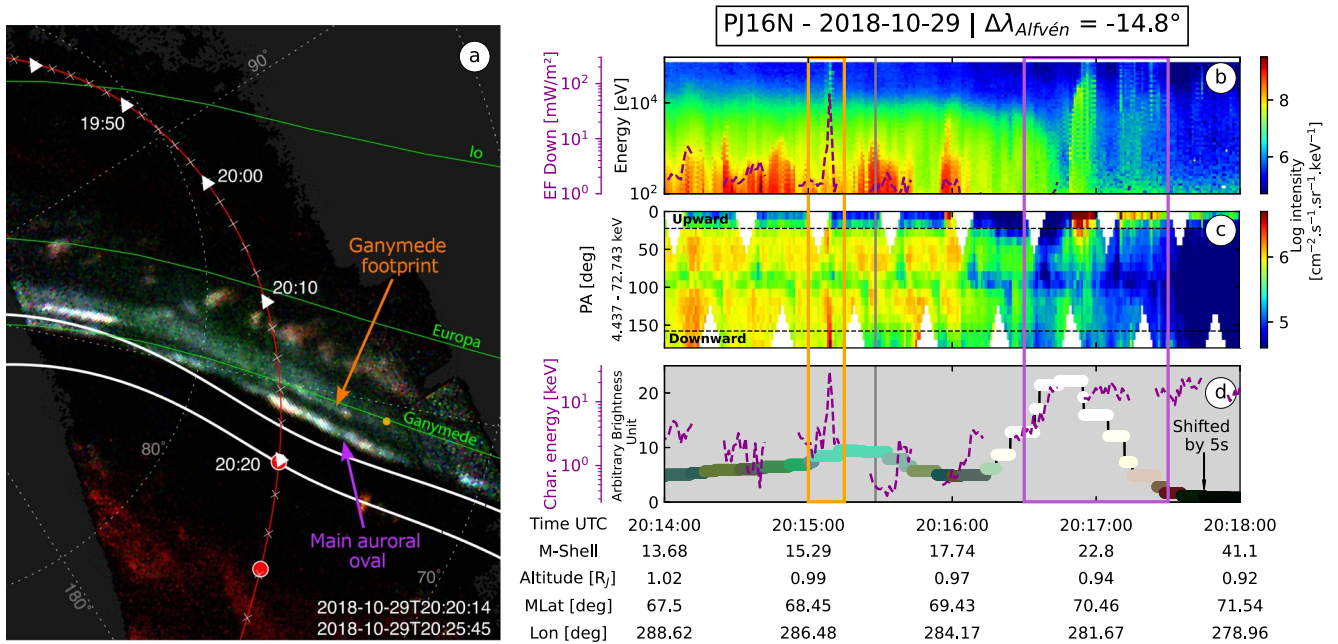 PJ16N - 2018-10-29 | Δλ_Alfvén = -14.8°
a
90°
19:50
Io
20:00
Ganymede
footprint
20:10
Europa
Ganymede
80°
20:20
Main auroral
oval
70°
180°
2018-10-29T20:20:14
2018-10-29T20:25:45
EF Down [mW/m²]
10²
10¹
10⁰
Energy [eV]
10⁴
10²
b
8
6
Log intensity
[cm⁻².s⁻¹.sr⁻¹.keV⁻¹]
PA [deg]
4.437 - 72.743 keV
0
50
100
150
Upward
Downward
c
6
5
Char. energy [keV]
10¹
10⁰
Arbitrary Brightness
Unit
20
10
0
d
Shifted
by 5s
Time UTC 20:14:00 20:15:00 20:16:00 20:17:00 20:18:00
M-Shell 13.68 15.29 17.74 22.8 41.1
Altitude [R_J] 1.02 0.99 0.97 0.94 0.92
MLat [deg] 67.5 68.45 69.43 70.46 71.54
Lon [deg] 288.62 286.48 284.17 281.67 278.96